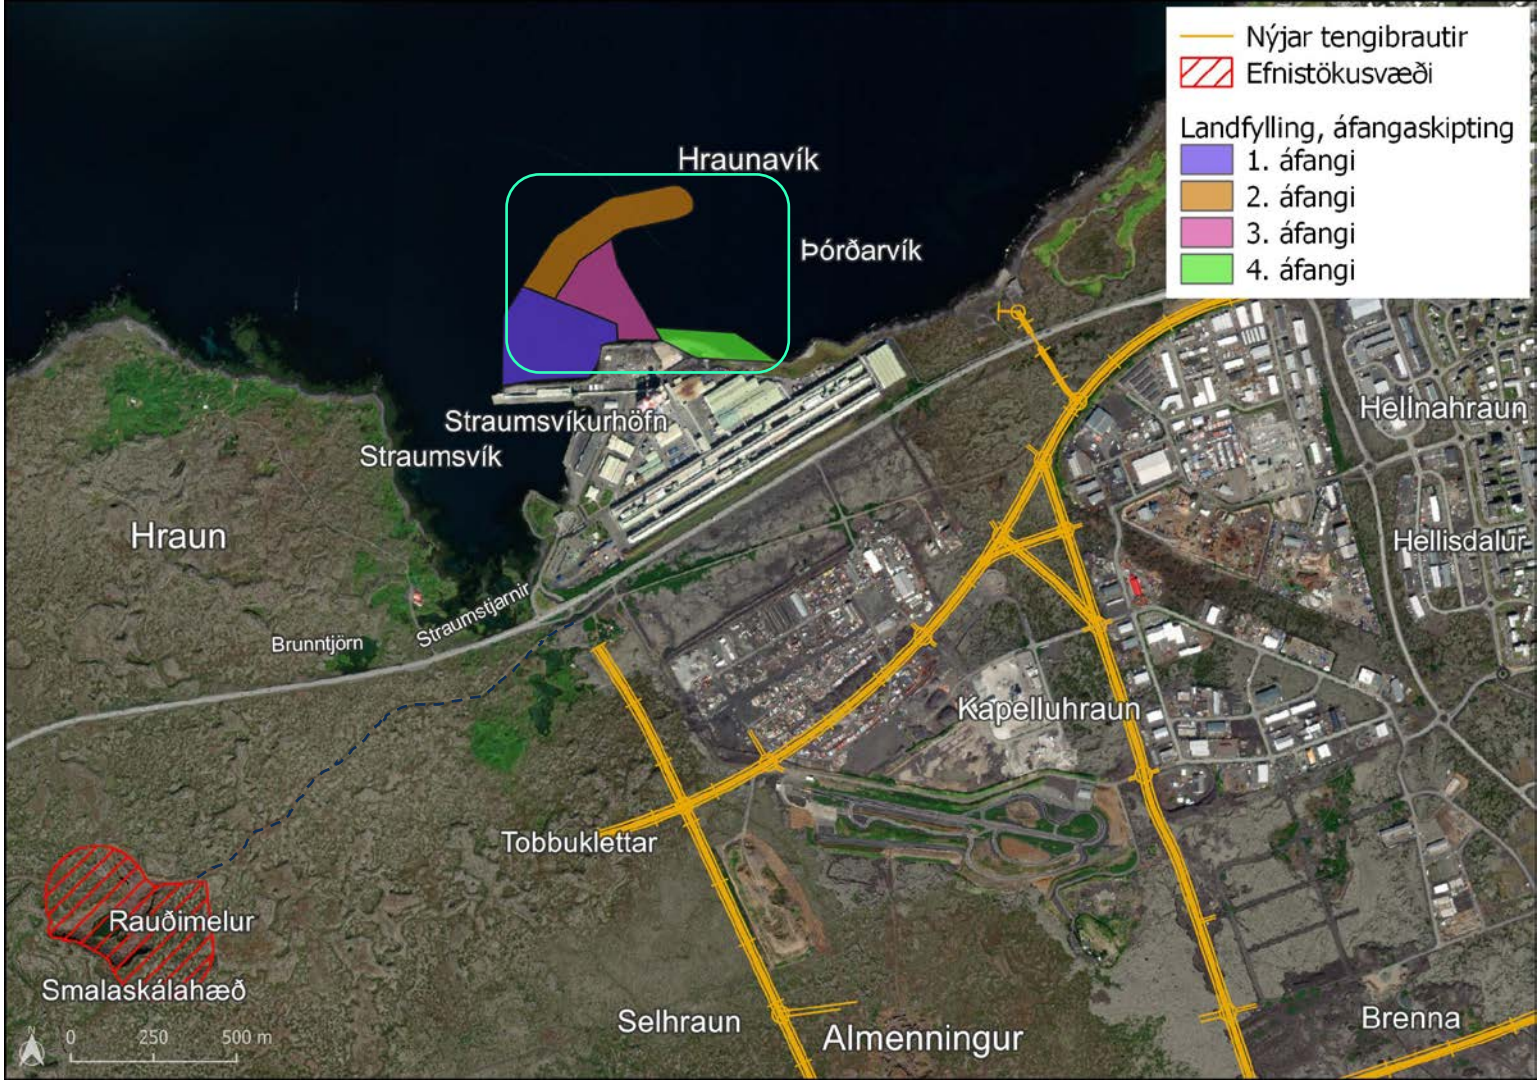 Nýjar tengibrautir
Efnistökusvæði
Landfylling, áfangaskipting
1. áfangi
2. áfangi
3. áfangi
4. áfangi
Hraunavík
Þórðarvík
Straumsvíkurhöfn
Straumsvík
Hellnahraun
Hraun
Hellisdalur
Straumstjarnir
Brunntjörn
Kapelluhraun
Tobbuklettar
Rauðimelur
Smalaskálahæð
Selhraun
Almenningur
Brenna
N
0 250 500 m